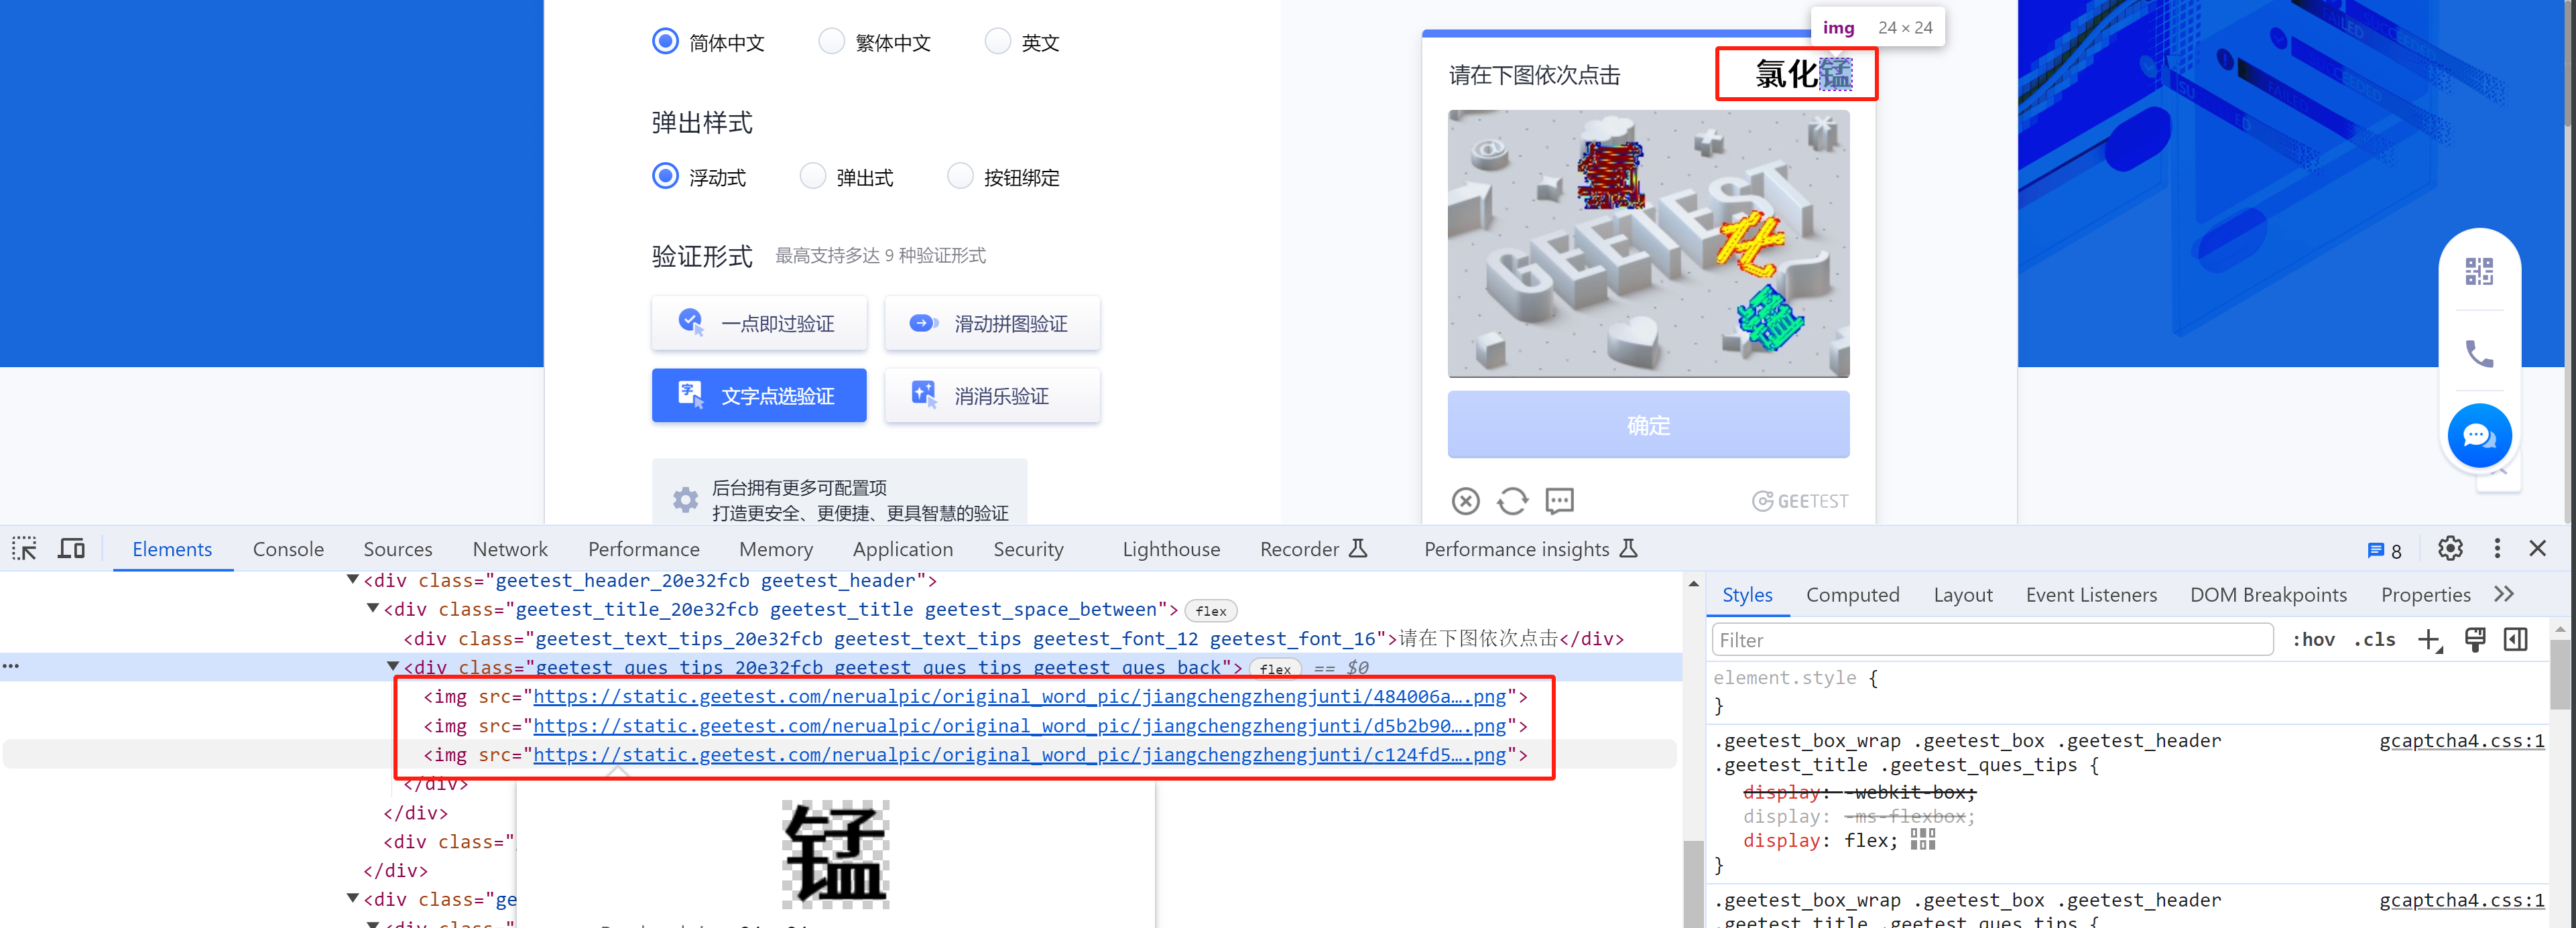 简体中文 繁体中文 英文
弹出样式
浮动式 弹出式 按钮绑定
验证形式 最高支持多达 9 种验证形式
一点即过验证 滑动拼图验证
文字点选验证 消消乐验证
后台拥有更多可配置项
打造更安全、更便捷、更具智慧的验证
img 24 × 24
请在下图依次点击 氯化锰
氯
GEETEST
化
锰
确定
GEETEST
FAILED
SUCCEEDED
FAILED
Elements Console Sources Network Performance Memory Application Security Lighthouse Recorder Performance insights 8
<div class="geetest_header_20e32fcb geetest_header">
<div class="geetest_title_20e32fcb geetest_title geetest_space_between"> flex
<div class="geetest_text_tips_20e32fcb geetest_text_tips geetest_font_12 geetest_font_16">请在下图依次点击</div>
<div class="geetest_ques_tips_20e32fcb geetest_ques_tips geetest_ques_back"> flex == $0
<img src="https://static.geetest.com/nerualpic/original_word_pic/jiangchengzhengjunti/484006a….png">
<img src="https://static.geetest.com/nerualpic/original_word_pic/jiangchengzhengjunti/d5b2b90….png">
<img src="https://static.geetest.com/nerualpic/original_word_pic/jiangchengzhengjunti/c124fd5….png">
</div>
</div>
<div class="
</div>
<div class="ge
锰
Styles Computed Layout Event Listeners DOM Breakpoints Properties
Filter :hov .cls
element.style {
}
.geetest_box_wrap .geetest_box .geetest_header gcaptcha4.css:1
.geetest_title .geetest_ques_tips {
display: -webkit-box;
display: -ms-flexbox;
display: flex;
}
.geetest_box_wrap .geetest_box .geetest_header gcaptcha4.css:1
.geetest_title .geetest_ques_tips {